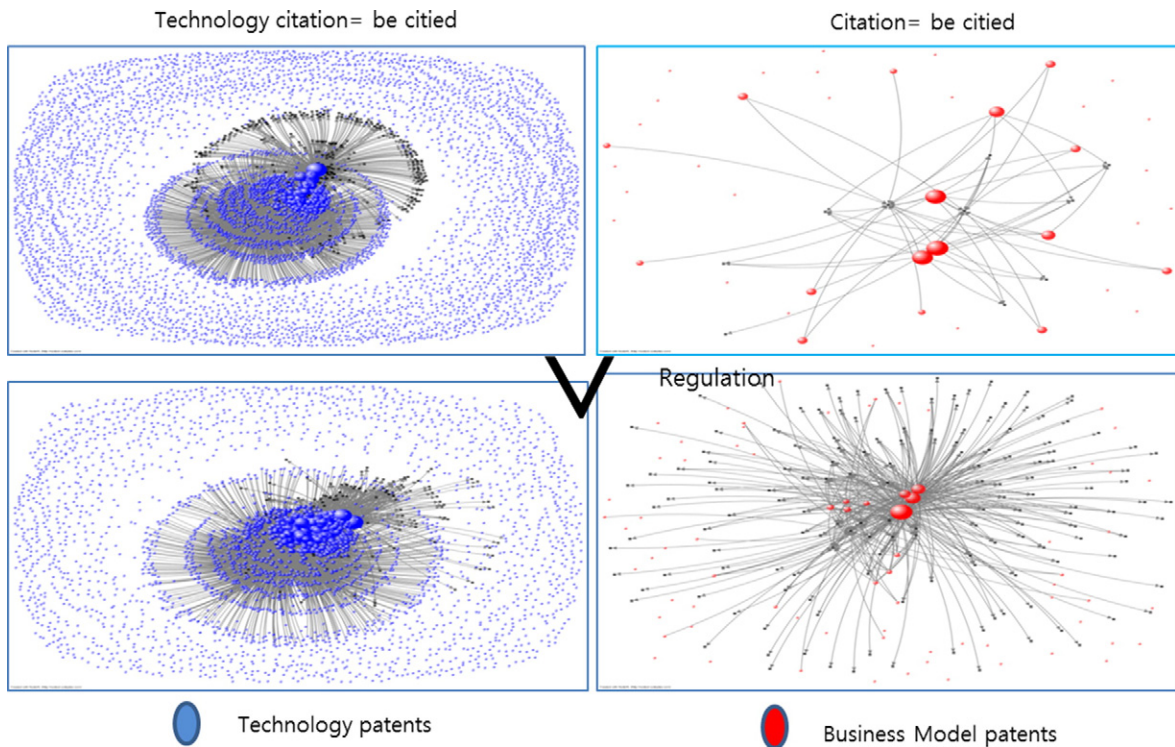 Technology citation= be citied
Citation= be citied
Regulation
Technology patents
Business Model patents